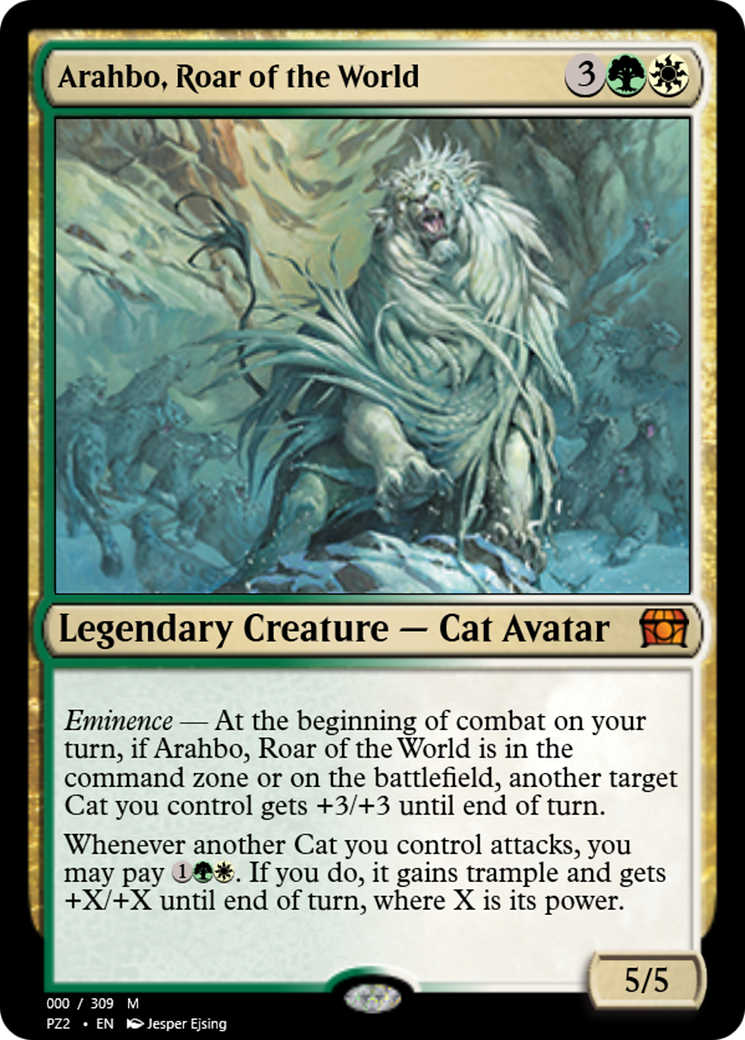 Arahbo, Roar of the World 3
Legendary Creature — Cat Avatar
Eminence — At the beginning of combat on your
turn, if Arahbo, Roar of the World is in the
command zone or on the battlefield, another target
Cat you control gets +3/+3 until end of turn.
Whenever another Cat you control attacks, you
may pay 1. If you do, it gains trample and gets
+X/+X until end of turn, where X is its power.
5/5
000 / 309 M
PZ2 • EN Jesper Ejsing